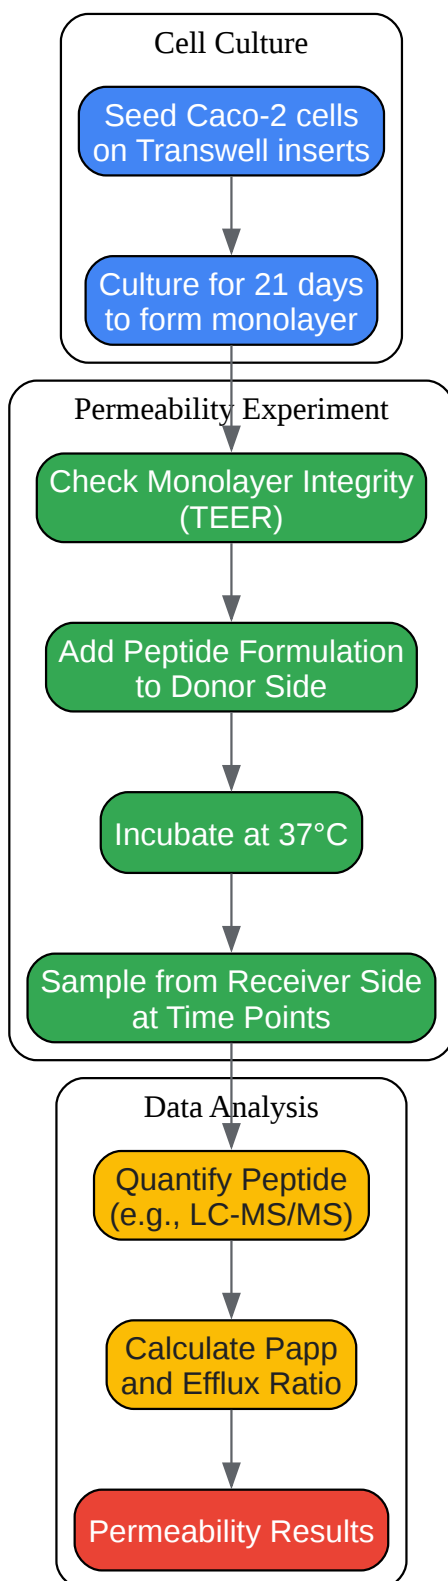 Cell Culture
Seed Caco-2 cells
on Transwell inserts
Culture for 21 days
to form monolayer
Permeability Experiment
Check Monolayer Integrity
(TEER)
Add Peptide Formulation
to Donor Side
Incubate at 37°C
Sample from Receiver Side
at Time Points
Data Analysis
Quantify Peptide
(e.g., LC-MS/MS)
Calculate Papp
and Efflux Ratio
Permeability Results